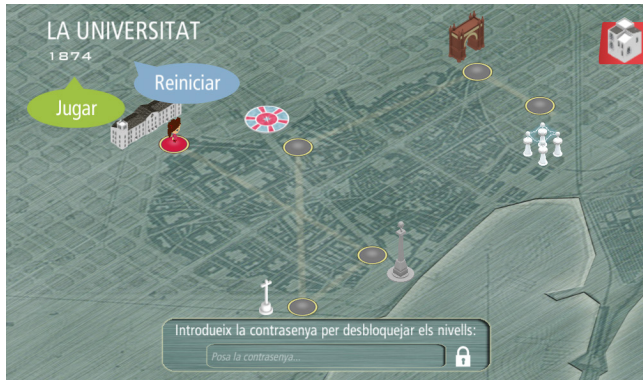 LA UNIVERSITAT
1874
Reiniciar
Jugar
Introdueix la contrasenya per desbloquejar els nivells:
Posa la contrasenya...